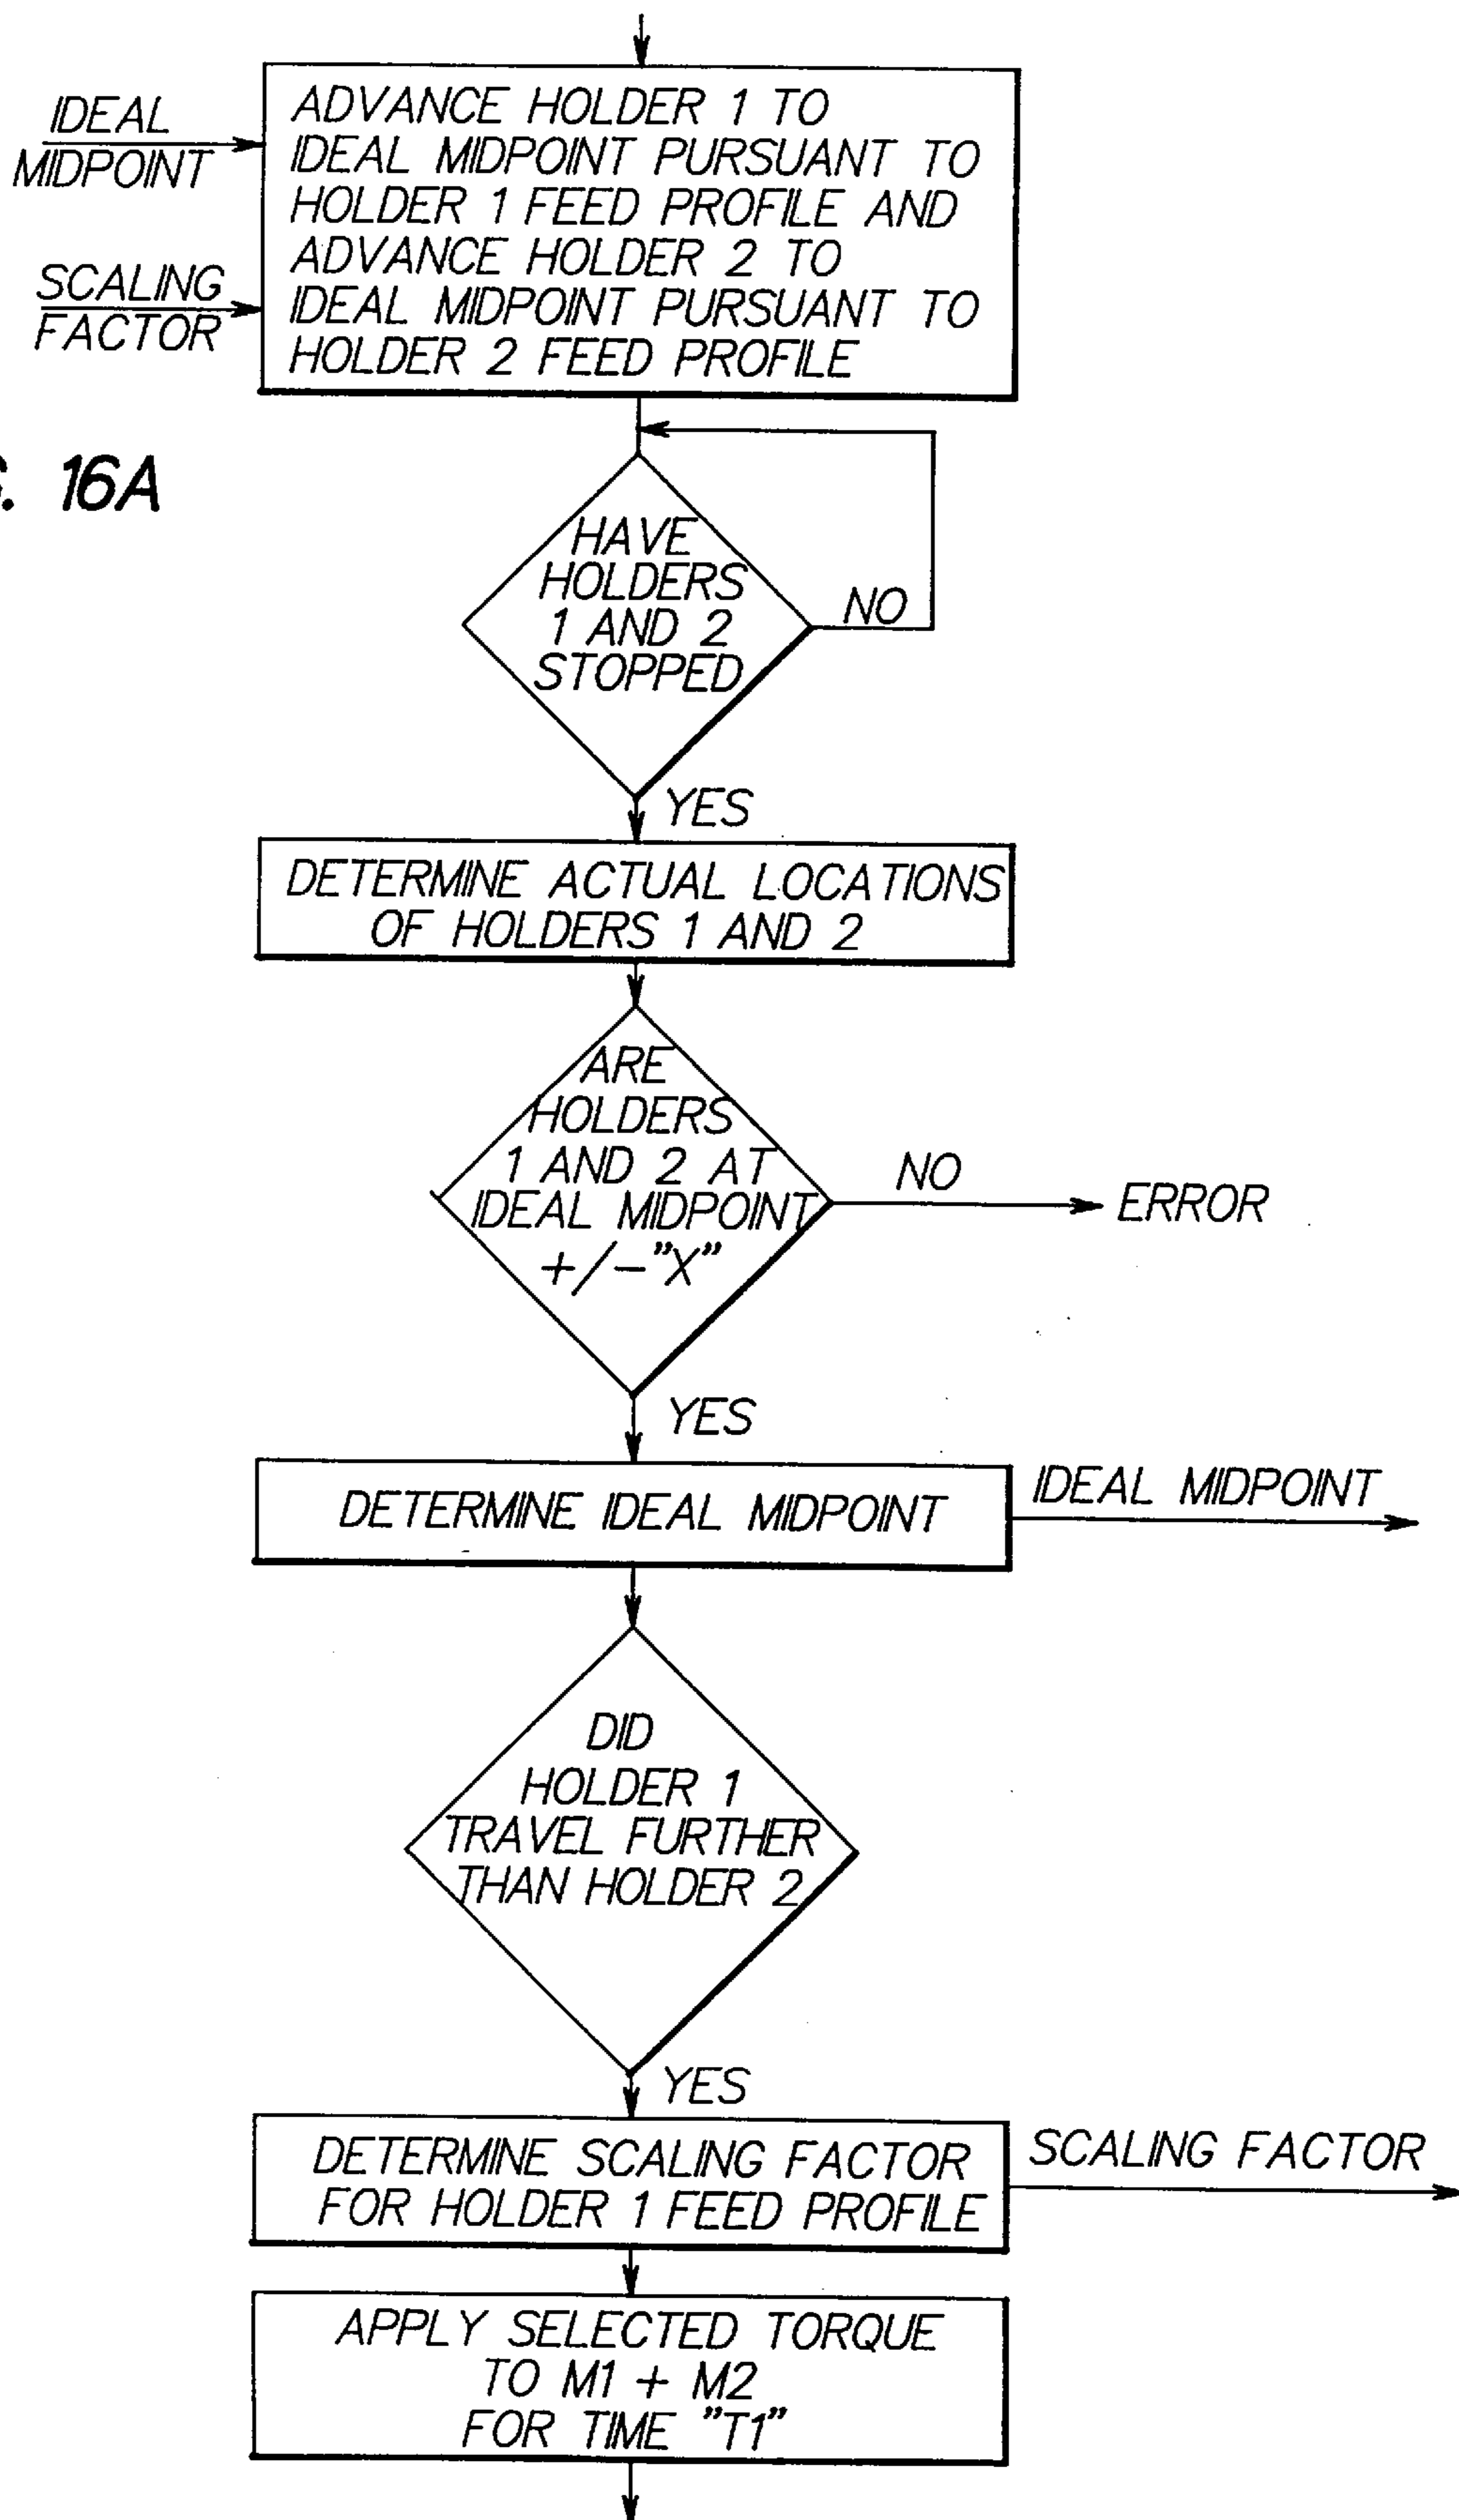 IDEAL
MIDPOINT
SCALING
FACTOR
ADVANCE HOLDER 1 TO
IDEAL MIDPOINT PURSUANT TO
HOLDER 1 FEED PROFILE AND
ADVANCE HOLDER 2 TO
IDEAL MIDPOINT PURSUANT TO
HOLDER 2 FEED PROFILE
16A
HAVE
HOLDERS
1 AND 2
STOPPED
NO
YES
DETERMINE ACTUAL LOCATIONS
OF HOLDERS 1 AND 2
ARE
HOLDERS
1 AND 2 AT
IDEAL MIDPOINT
+/-"X"
NO
ERROR
YES
DETERMINE IDEAL MIDPOINT
IDEAL MIDPOINT
DID
HOLDER 1
TRAVEL FURTHER
THAN HOLDER 2
YES
DETERMINE SCALING FACTOR
FOR HOLDER 1 FEED PROFILE
SCALING FACTOR
APPLY SELECTED TORQUE
TO M1 + M2
FOR TIME "T1"